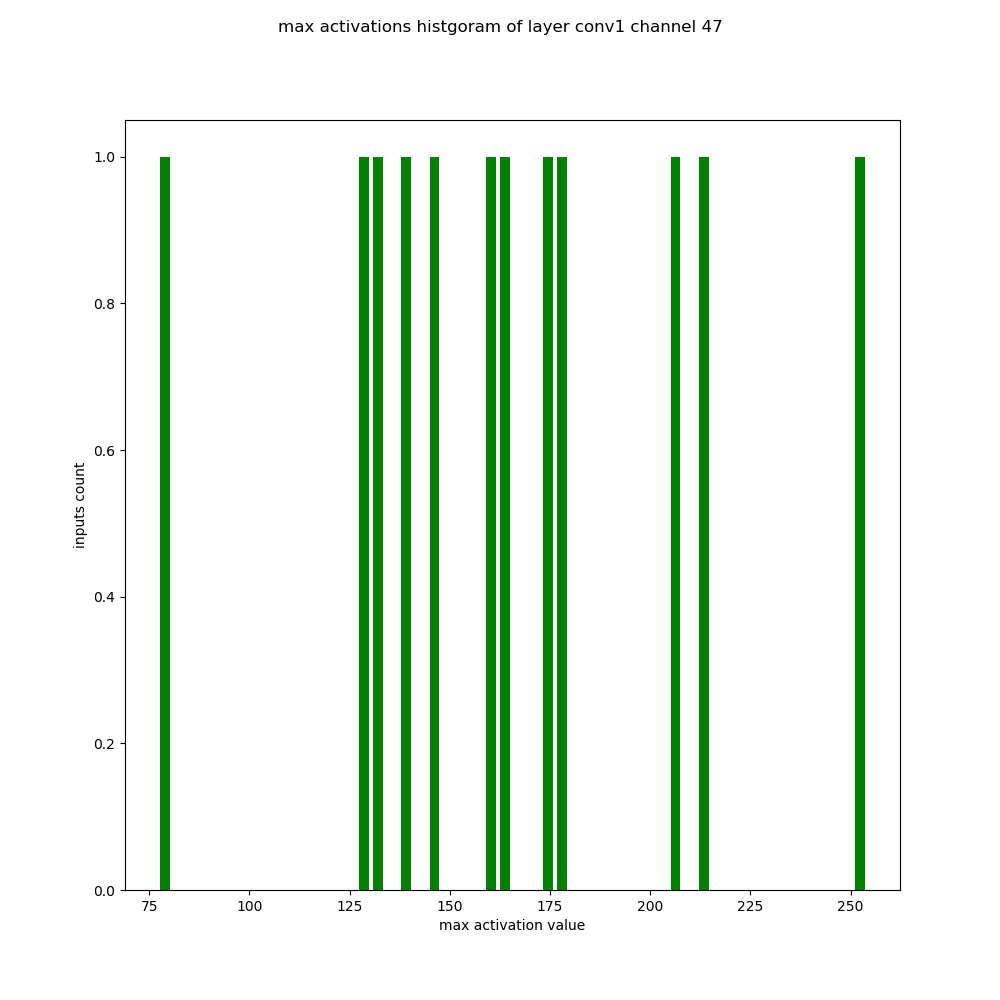 max activations histgoram of layer conv1 channel 47
1.0
0.8
0.6
0.4
0.2
0.0
inputs count
75 100 125 150 175 200 225 250
max activation value